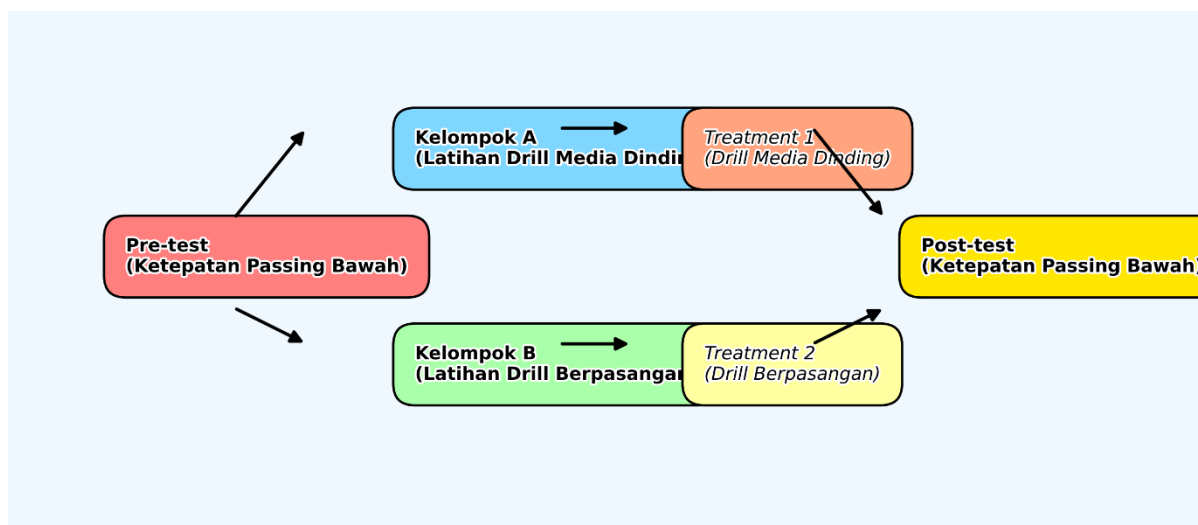 Pre-test
(Ketepatan Passing Bawah)
Kelompok A
(Latihan Drill Media Dindin
Treatment 1
(Drill Media Dinding)
Kelompok B
(Latihan Drill Berpasangan
Treatment 2
(Drill Berpasangan)
Post-test
(Ketepatan Passing Bawah)